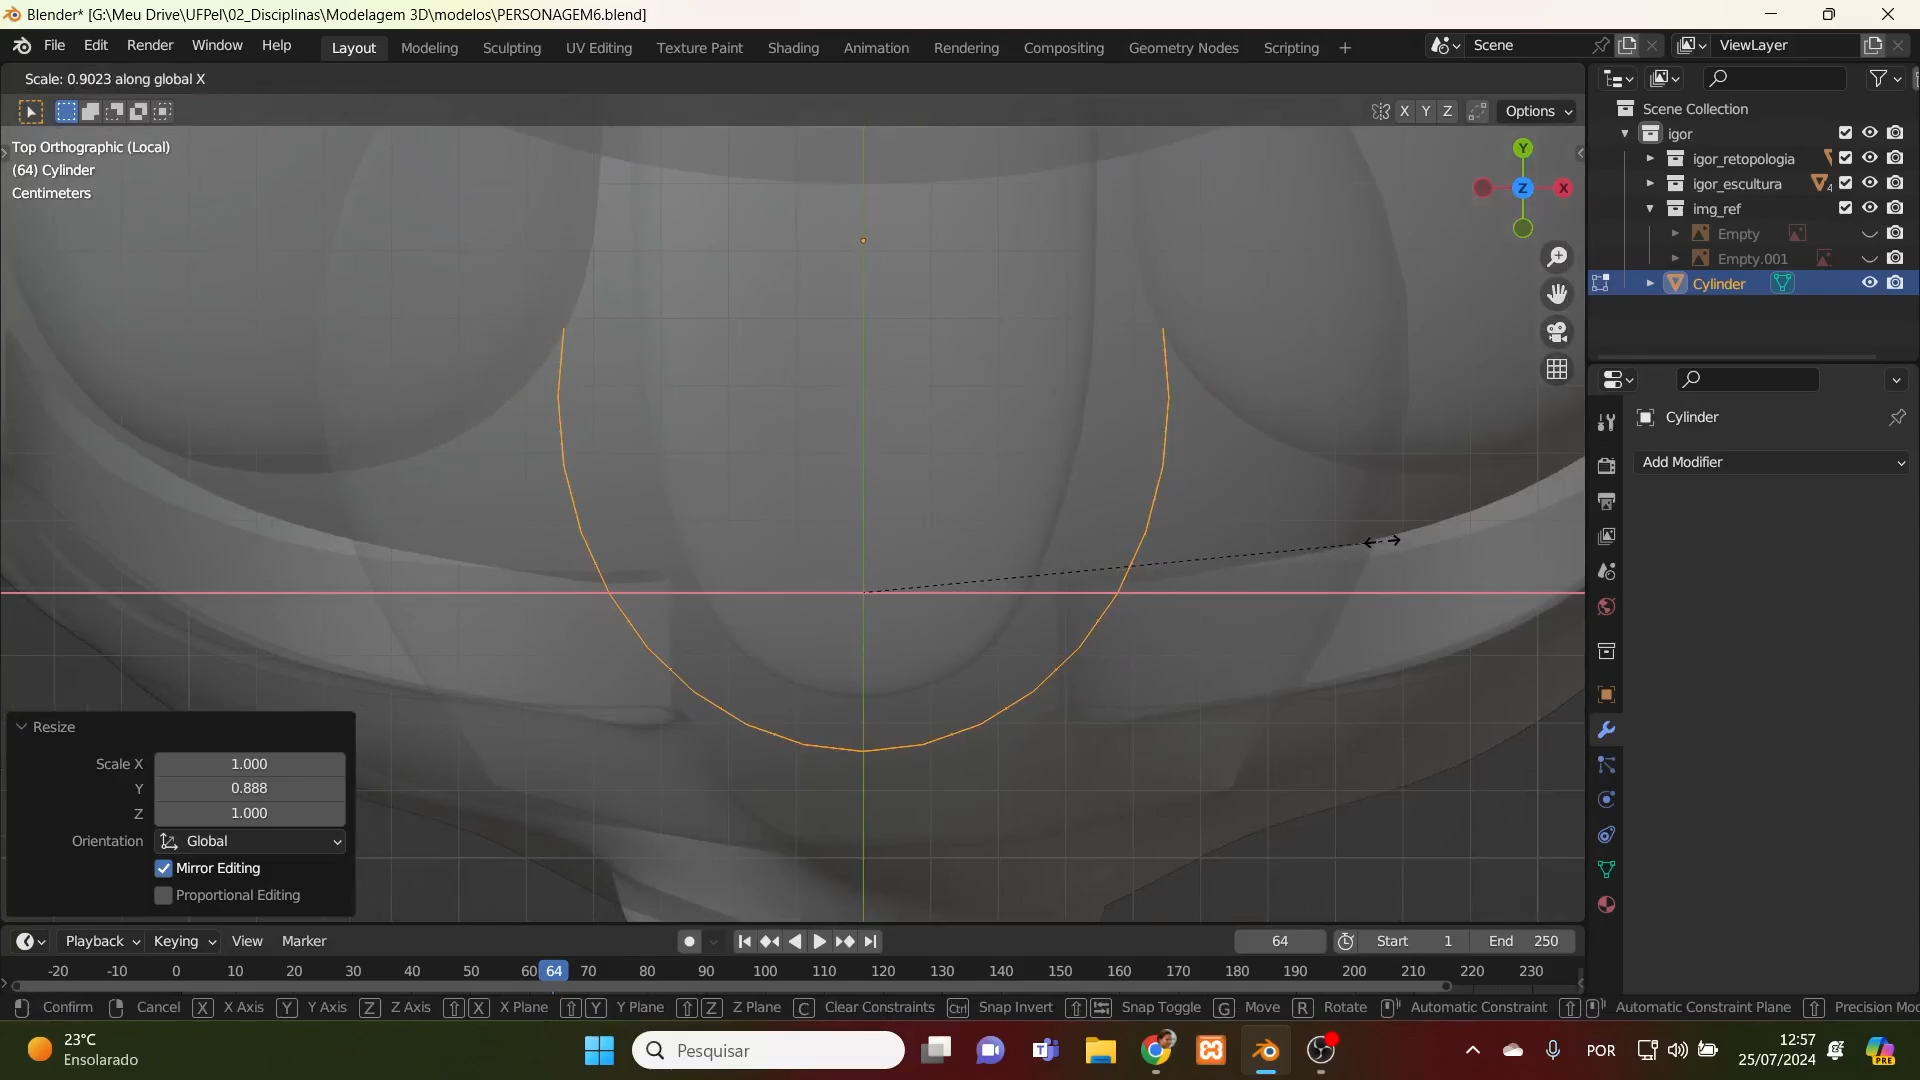 Blender* [G:\Meu Drive\UFPel\02_Disciplinas\Modelagem 3D\modelos\PERSONAGEM6.blend]
File Edit Render Window Help
Layout Modeling Sculpting UV Editing Texture Paint Shading Animation Rendering Compositing Geometry Nodes Scripting +
Scene
ViewLayer
Scale: 0.9023 along global X
X Y Z
Options
Top Orthographic (Local)
(64) Cylinder
Centimeters
Y
Z
X
Scene Collection
igor
igor_retopologia
igor_escultura 4
img_ref
Empty
Empty.001
Cylinder
Cylinder
Add Modifier
Resize
Scale X 1.000
Y 0.888
Z 1.000
Orientation Global
Mirror Editing
Proportional Editing
Playback Keying View Marker
64
Start 1
End 250
-20 -10 0 10 20 30 40 50 60 64 70 80 90 100 110 120 130 140 150 160 170 180 190 200 210 220 230
Confirm Cancel X X Axis Y Y Axis Z Z Axis X X Plane Y Y Plane Z Z Plane C Clear Constraints Ctrl Snap Invert Snap Toggle G Move R Rotate Automatic Constraint Automatic Constraint Plane Precision Mo
23°C
Ensolarado
Pesquisar
POR
12:57
25/07/2024
PRE